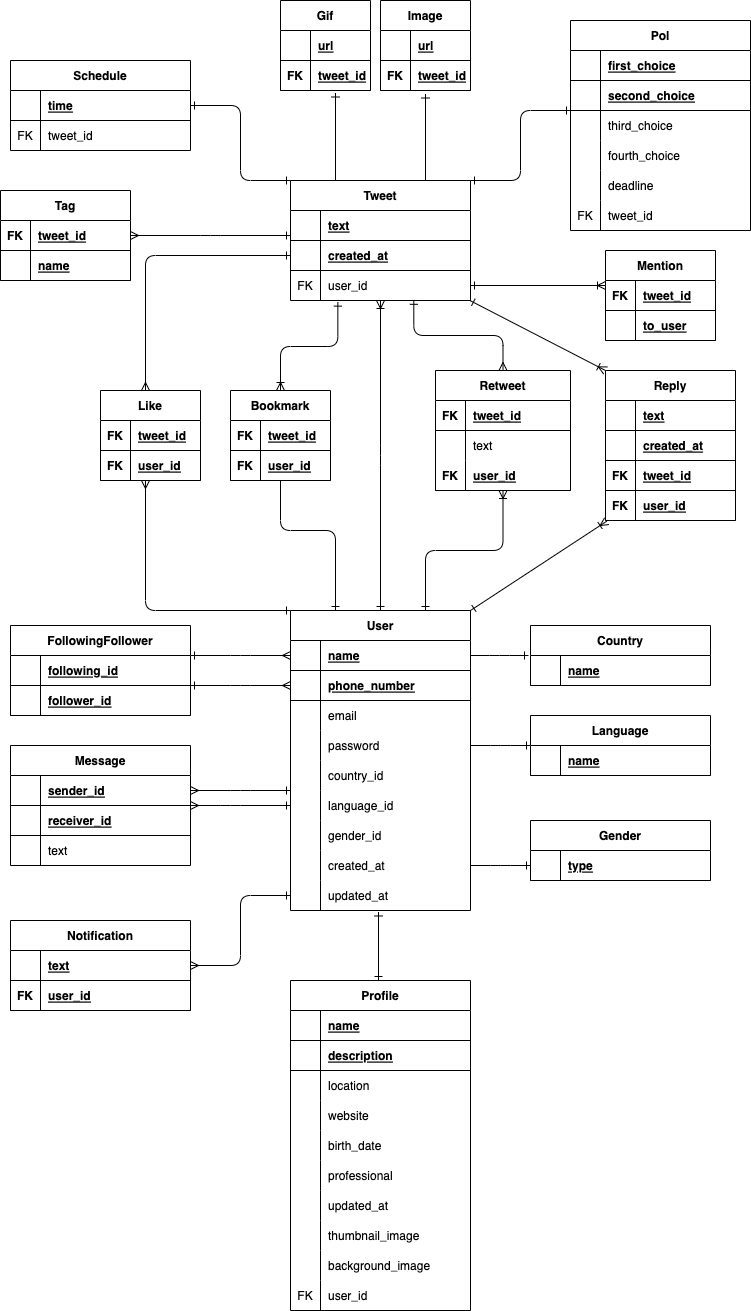 Gif
url
FK tweet_id
Image
url
FK tweet_id
Pol
first_choice
second_choice
third_choice
fourth_choice
deadline
FK tweet_id
Schedule
time
FK tweet_id
Tweet
text
created_at
FK user_id
Tag
FK tweet_id
name
Mention
FK tweet_id
to_user
Like
FK tweet_id
FK user_id
Bookmark
FK tweet_id
FK user_id
Retweet
FK tweet_id
text
FK user_id
Reply
text
created_at
FK tweet_id
FK user_id
User
name
phone_number
email
password
country_id
language_id
gender_id
created_at
updated_at
FollowingFollower
following_id
follower_id
Country
name
Message
sender_id
receiver_id
text
Language
name
Gender
type
Notification
text
FK user_id
Profile
name
description
location
website
birth_date
professional
updated_at
thumbnail_image
background_image
FK user_id